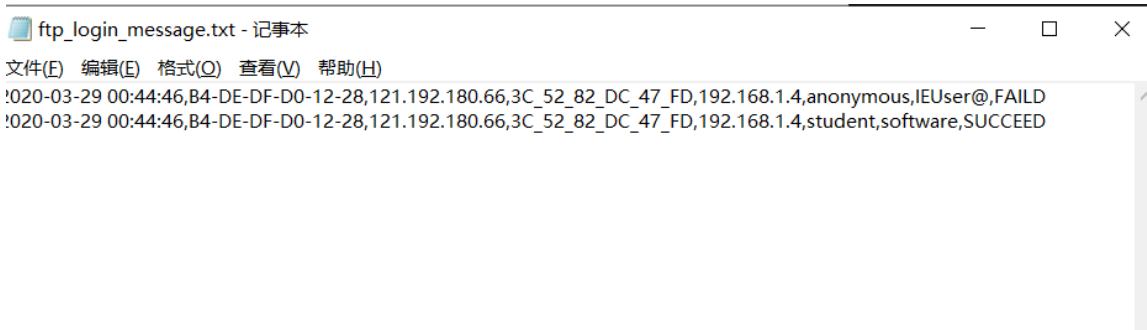 ftp_login_message.txt - 记事本
文件(F) 编辑(E) 格式(O) 查看(V) 帮助(H)
2020-03-29 00:44:46,B4-DE-DF-D0-12-28,121.192.180.66,3C_52_82_DC_47_FD,192.168.1.4,anonymous,IEUser@,FAILD
2020-03-29 00:44:46,B4-DE-DF-D0-12-28,121.192.180.66,3C_52_82_DC_47_FD,192.168.1.4,student,software,SUCCEED